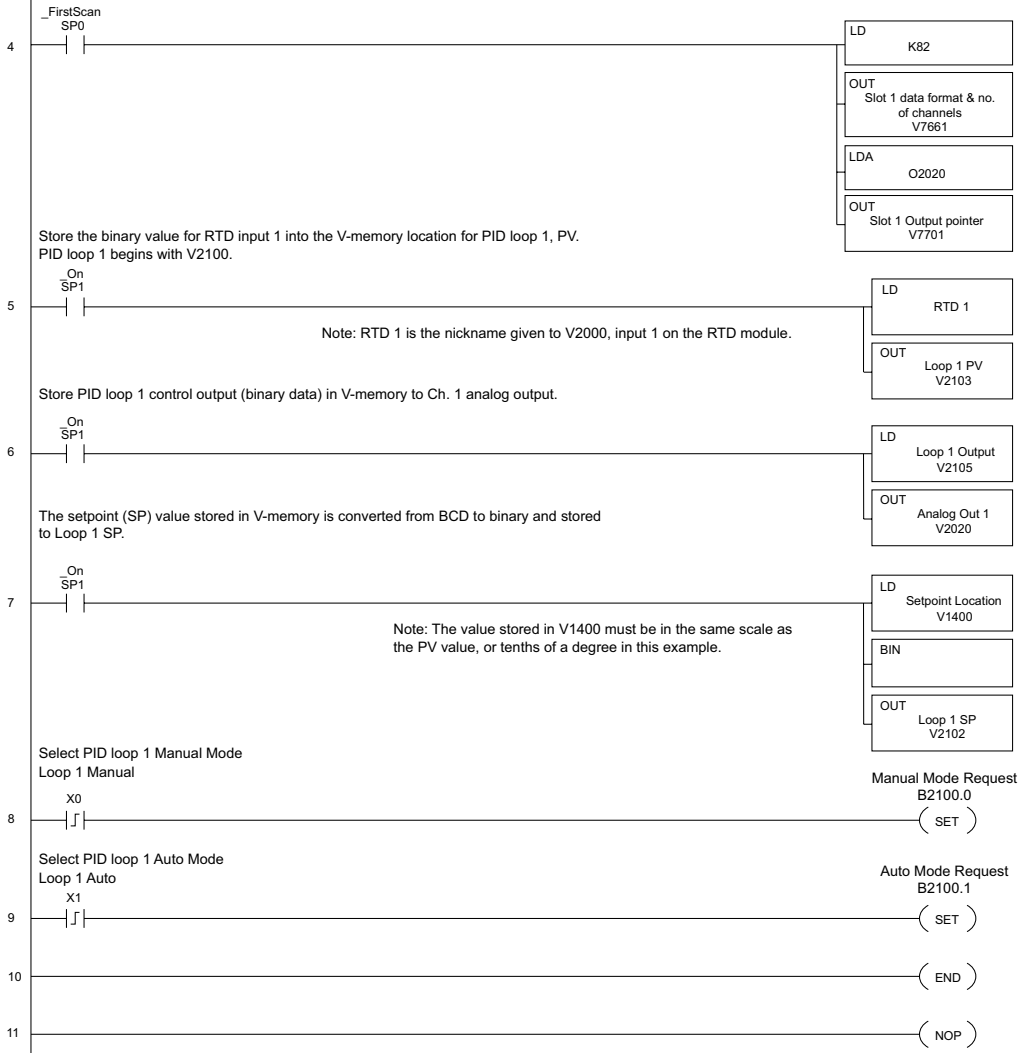 _FirstScan
SP0
4
LD
K82
OUT
Slot 1 data format & no.
of channels
V7661
LDA
O2020
OUT
Slot 1 Output pointer
V7701
Store the binary value for RTD input 1 into the V-memory location for PID loop 1, PV.
PID loop 1 begins with V2100.
_On
SP1
5
LD
RTD 1
Note: RTD 1 is the nickname given to V2000, input 1 on the RTD module.
OUT
Loop 1 PV
V2103
Store PID loop 1 control output (binary data) in V-memory to Ch. 1 analog output.
_On
SP1
6
LD
Loop 1 Output
V2105
OUT
Analog Out 1
V2020
The setpoint (SP) value stored in V-memory is converted from BCD to binary and stored
to Loop 1 SP.
_On
SP1
7
LD
Setpoint Location
V1400
Note: The value stored in V1400 must be in the same scale as
the PV value, or tenths of a degree in this example.
BIN
OUT
Loop 1 SP
V2102
Select PID loop 1 Manual Mode
Loop 1 Manual
X0
8
Manual Mode Request
B2100.0
SET
Select PID loop 1 Auto Mode
Loop 1 Auto
X1
9
Auto Mode Request
B2100.1
SET
10
END
11
NOP